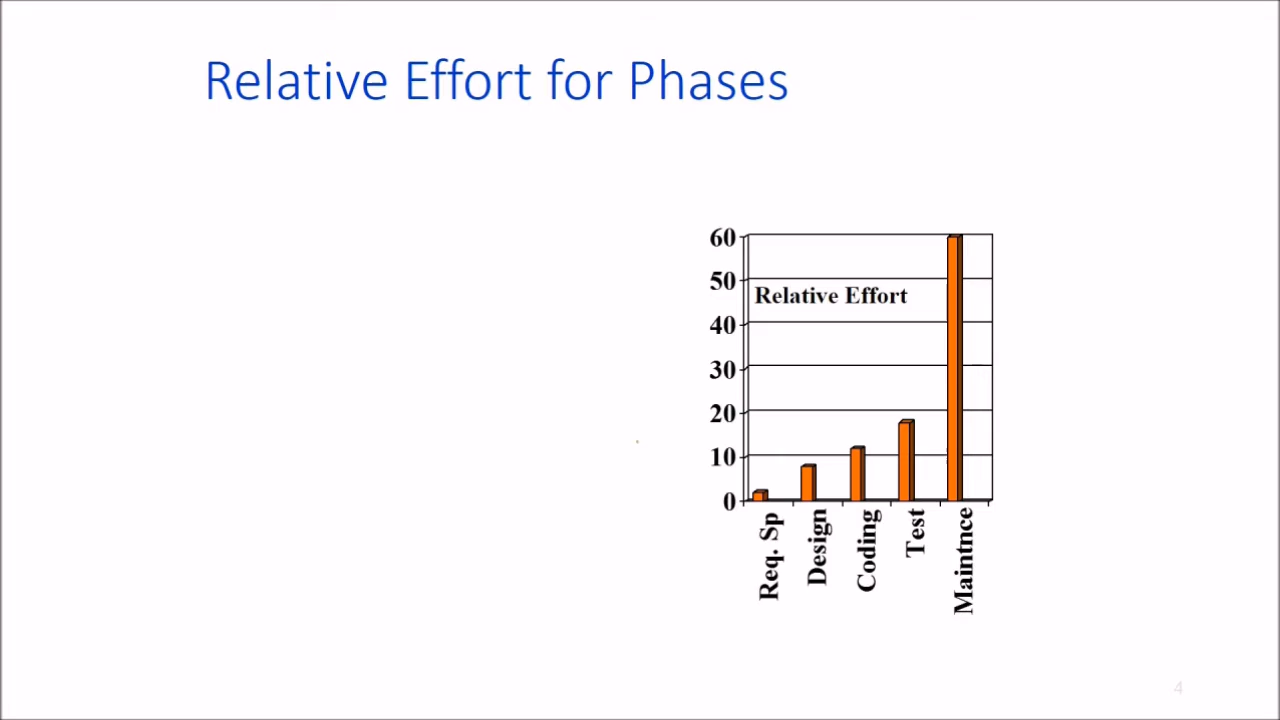 Relative Effort for Phases
60
50
Relative Effort
40
30
20
10
0
Req. Sp
Design
Coding
Test
Maintnce
4